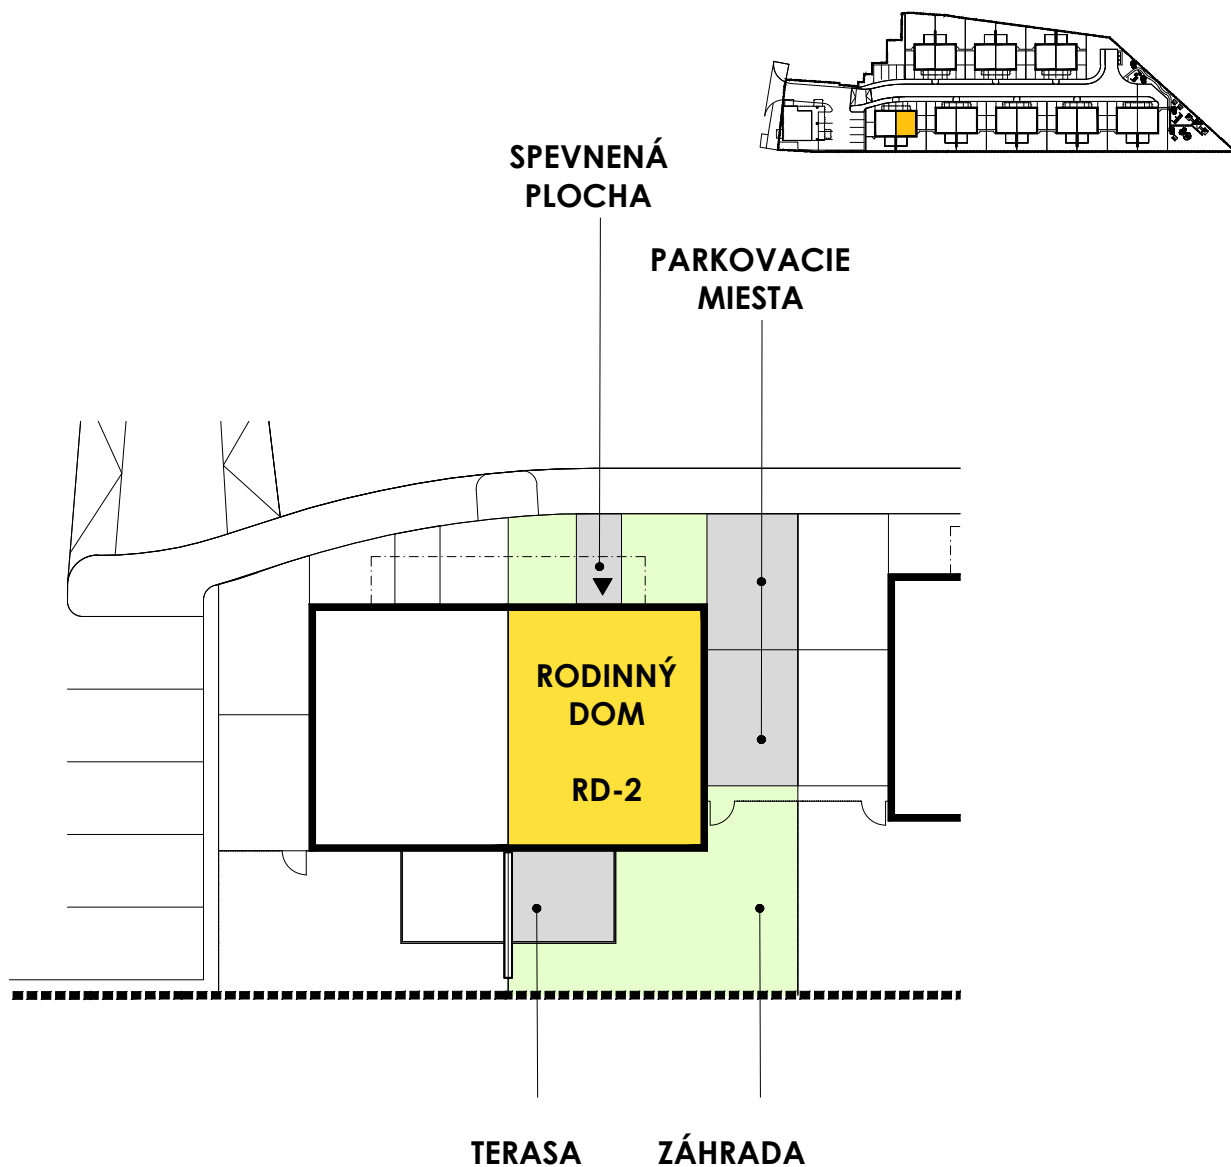 SPEVNENÁ
PLOCHA
PARKOVACIE
MIESTA
RODINNÝ
DOM
RD-2
TERASA
ZÁHRADA